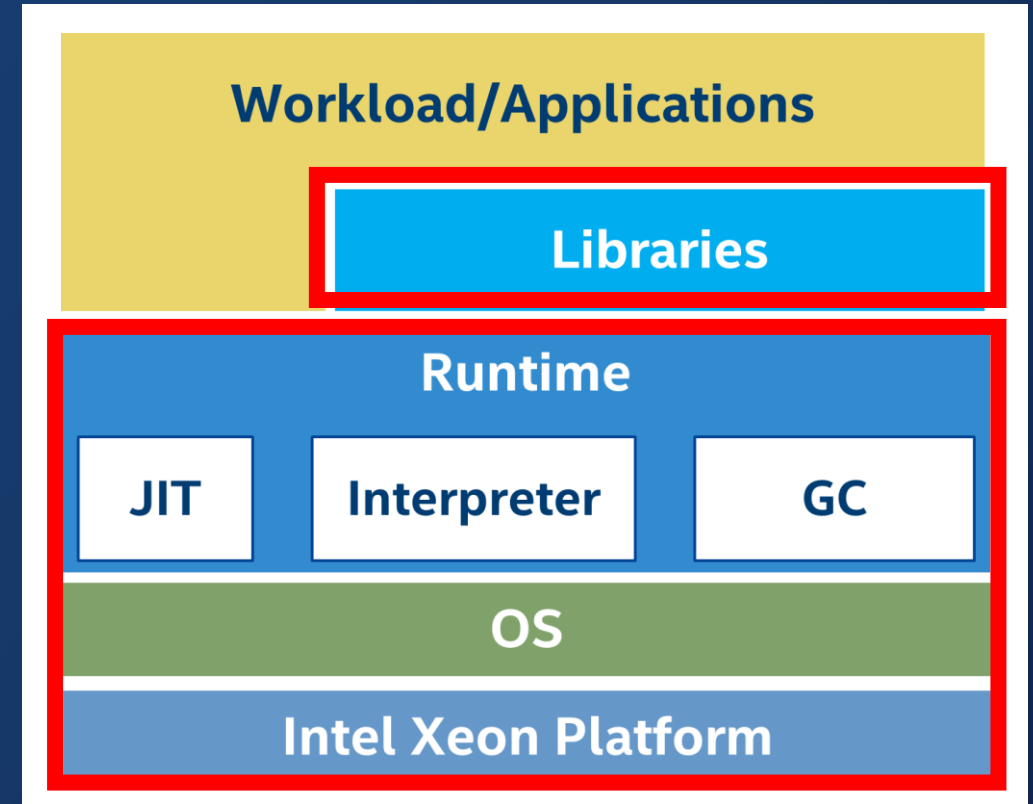 Workload/Applications
Libraries
Runtime
JIT
Interpreter
GC
OS
Intel Xeon Platform